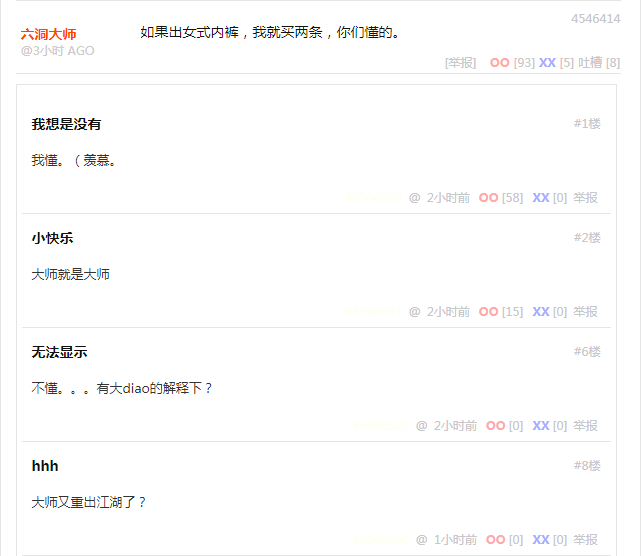 六洞大师
如果出女式内裤，我就买两条，你们懂的。
4546414
@3小时 AGO
[举报] OO [93] XX [5] 吐槽 [8]
我想是没有
#1楼
我懂。（羡慕。
@ 2小时前 OO [58] XX [0] 举报
小快乐
#2楼
大师就是大师
@ 2小时前 OO [15] XX [0] 举报
无法显示
#6楼
不懂。。。有大diao的解释下？
@ 2小时前 OO [0] XX [0] 举报
hhh
#8楼
大师又重出江湖了？
@ 1小时前 OO [0] XX [0] 举报